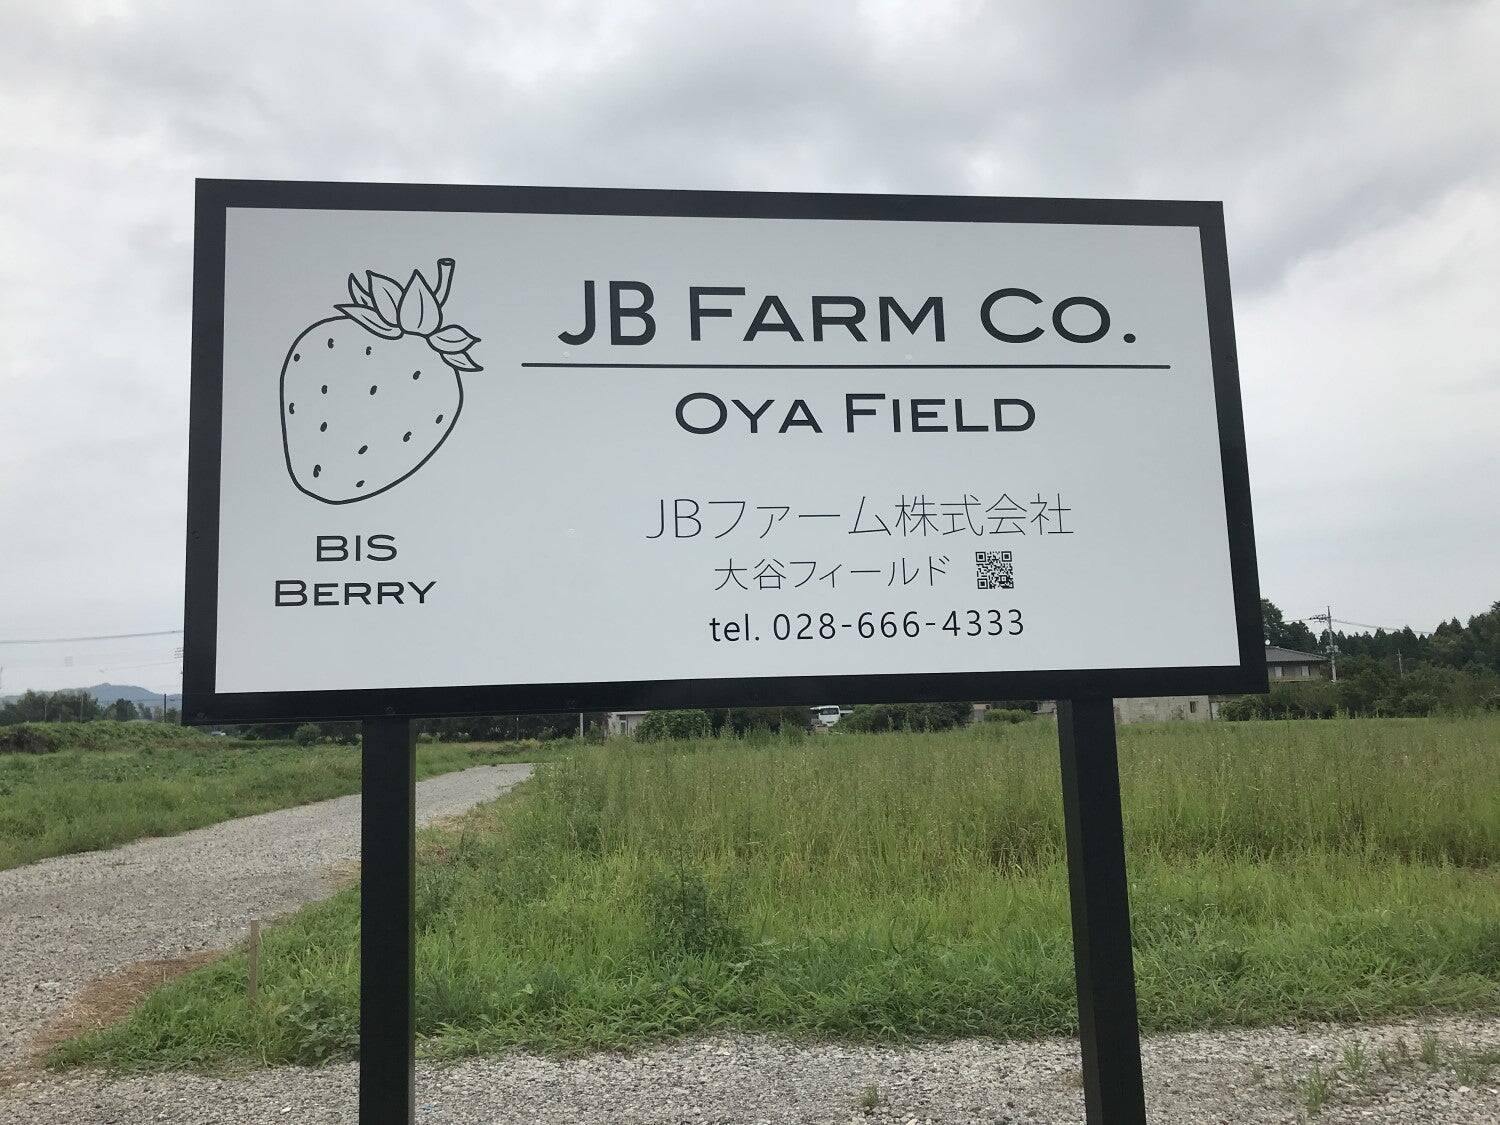 JB FARM CO.
OYA FIELD
JBファーム株式会社
大谷フィールド
tel. 028-666-4333
BIS
BERRY